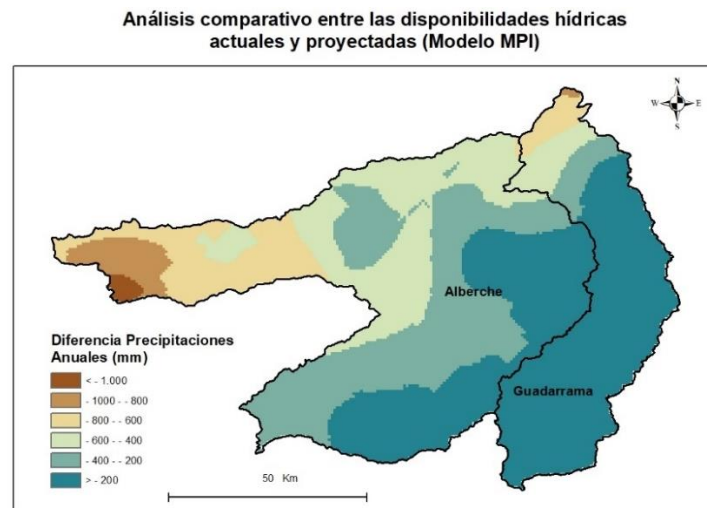 Análisis comparativo entre las disponibilidades hídricas
actuales y proyectadas (Modelo MPI)
N
W E
S
Alberche
Guadarrama
Diferencia Precipitaciones
Anuales (mm)
< - 1.000
- 1000 - - 800
- 800 - - 600
- 600 - - 400
- 400 - - 200
> - 200
50 Km